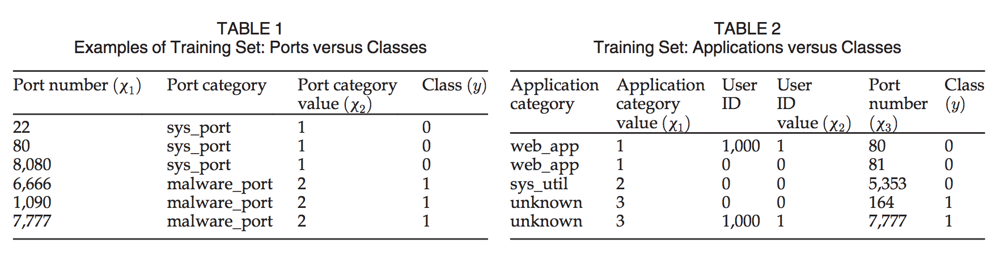 TABLE 1
Examples of Training Set: Ports versus Classes
Port number (χ1) Port category Port category value (χ2) Class (y)
22 sys_port 1 0
80 sys_port 1 0
8,080 sys_port 1 0
6,666 malware_port 2 1
1,090 malware_port 2 1
7,777 malware_port 2 1
TABLE 2
Training Set: Applications versus Classes
Application category Application category value (χ1) User ID User ID value (χ2) Port number (χ3) Class (y)
web_app 1 1,000 1 80 0
web_app 1 0 0 81 0
sys_util 2 0 0 5,353 0
unknown 3 0 0 164 1
unknown 3 1,000 1 7,777 1